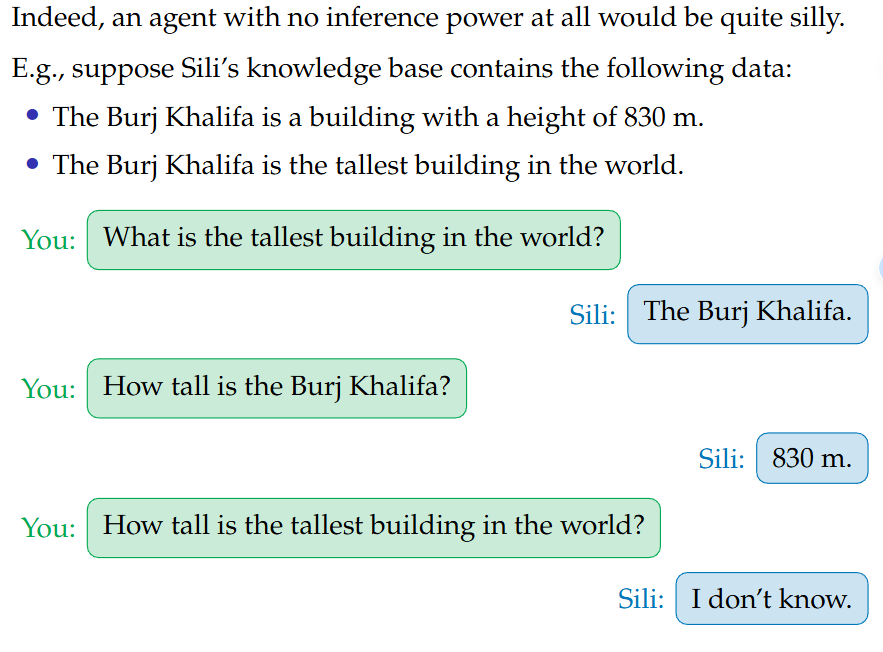 Indeed, an agent with no inference power at all would be quite silly.
E.g., suppose Sili’s knowledge base contains the following data:
• The Burj Khalifa is a building with a height of 830 m.
• The Burj Khalifa is the tallest building in the world.
You: What is the tallest building in the world?
Sili: The Burj Khalifa.
You: How tall is the Burj Khalifa?
Sili: 830 m.
You: How tall is the tallest building in the world?
Sili: I don’t know.